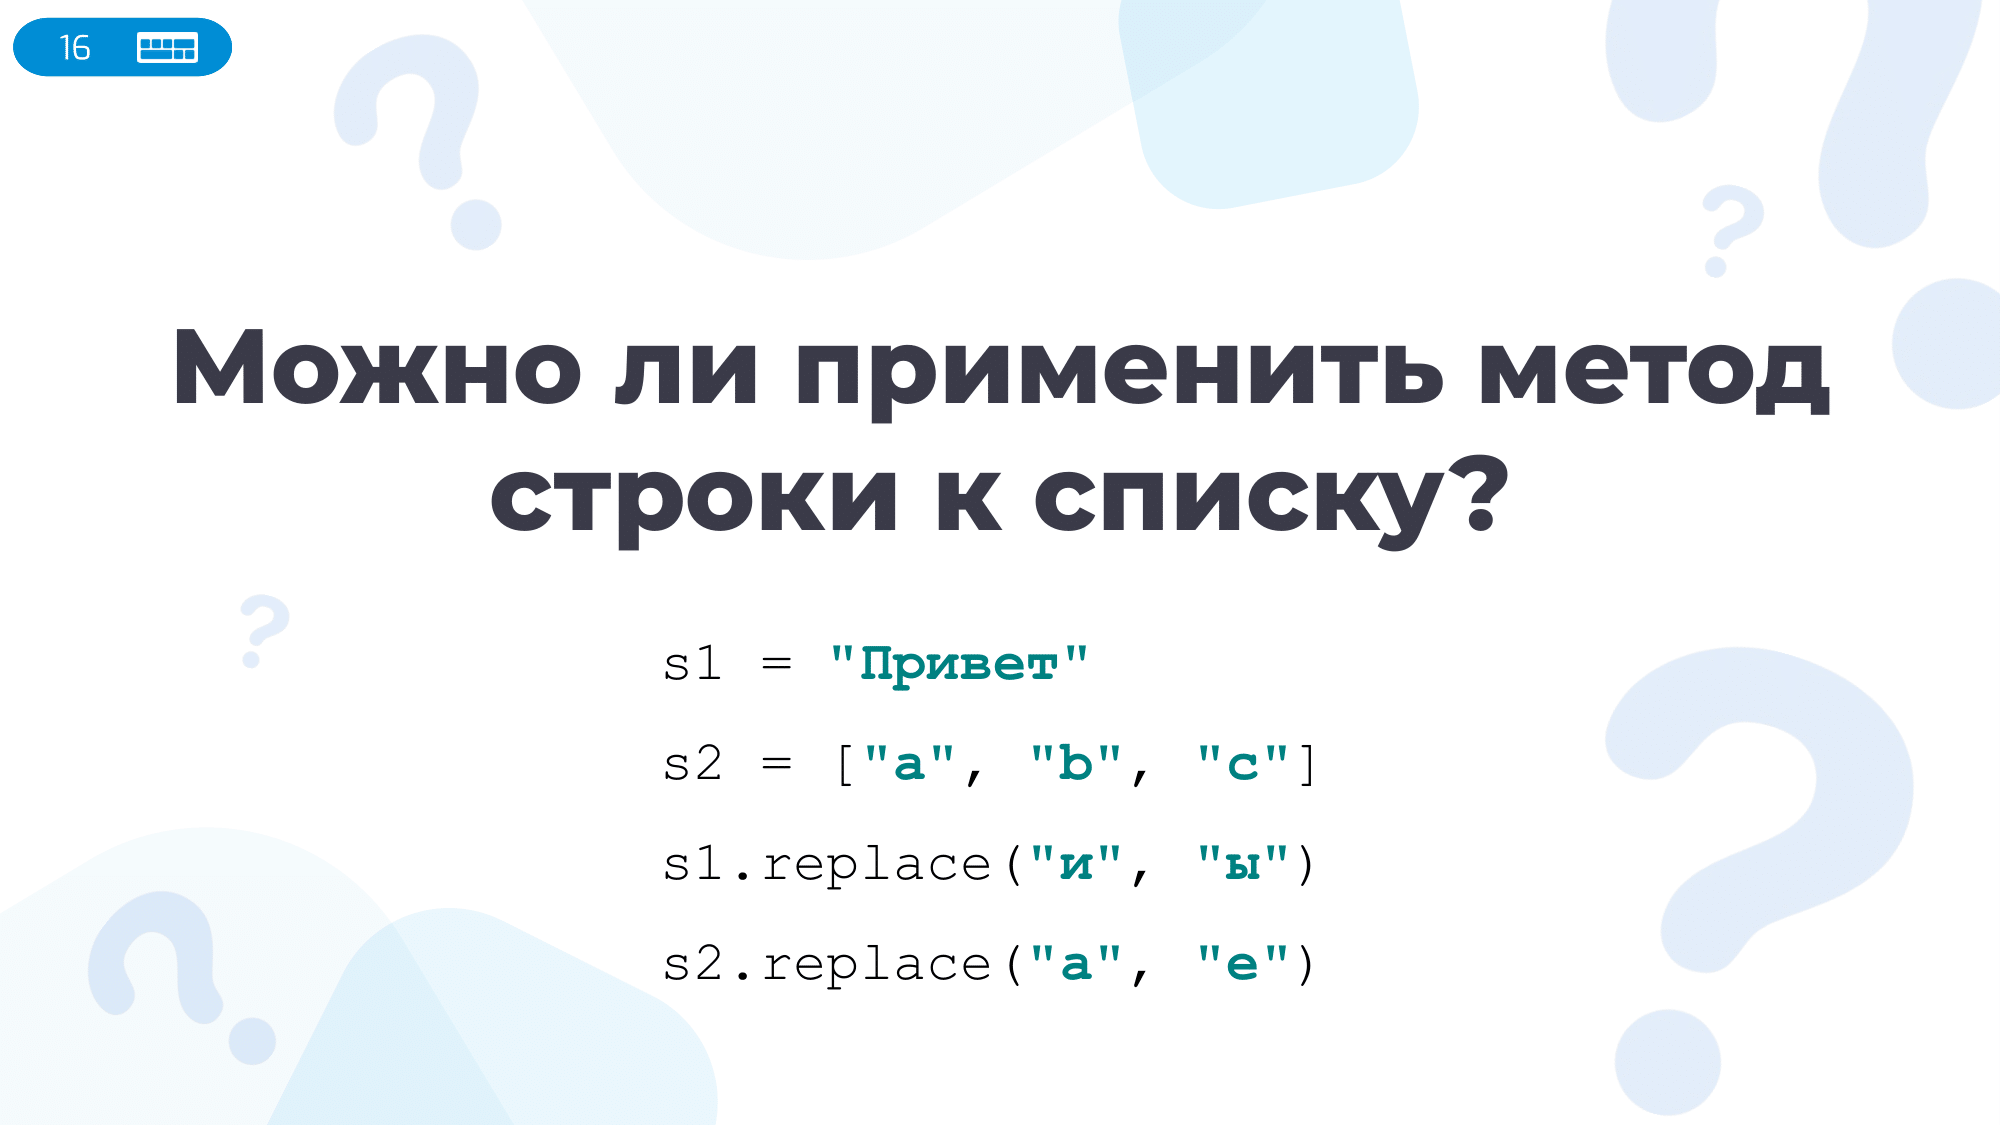 16
Можно ли применить метод
строки к списку?
s1 = "Привет"
s2 = ["a", "b", "c"]
s1.replace("и", "ы")
s2.replace("a", "e")